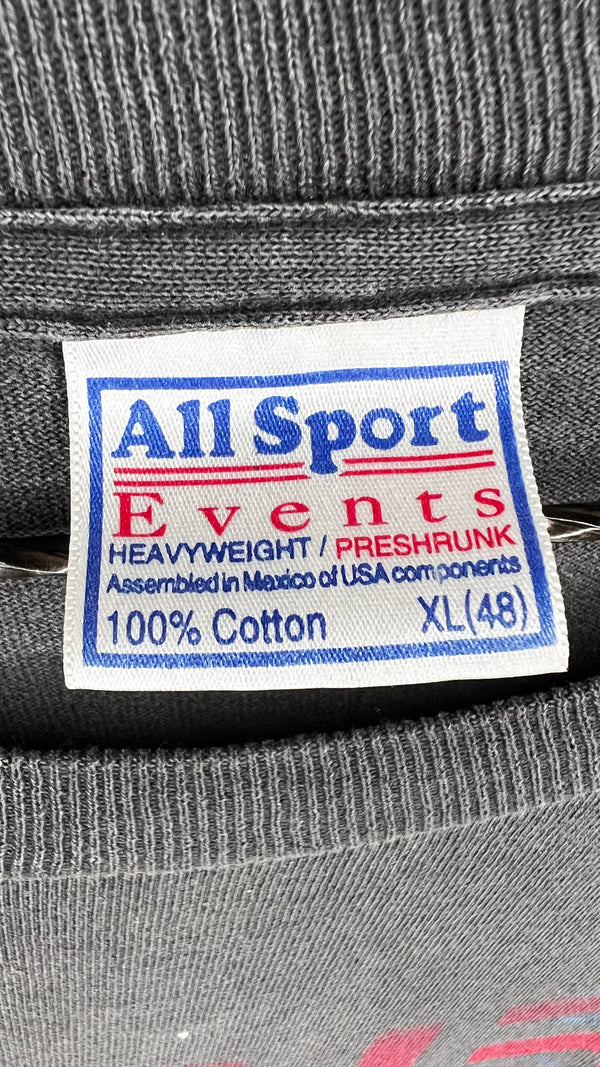 All Sport
Events
HEAVYWEIGHT / PRESHRUNK
Assembled in Mexico of USA components
100% Cotton XL(48)